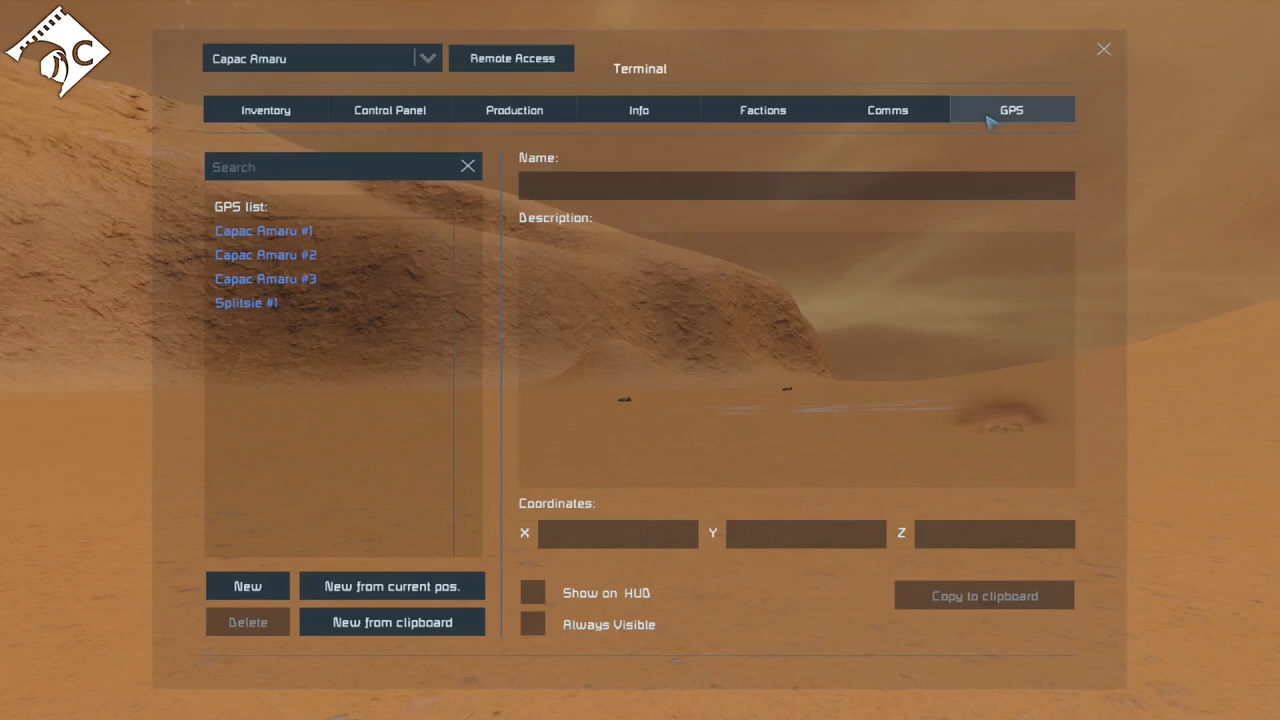 C
Capac Amaru
Remote Access
Terminal
Inventory
Control Panel
Production
Info
Factions
Comms
GPS
Search
GPS list:
Capac Amaru #1
Capac Amaru #2
Capac Amaru #3
Splitsie #1
New
New from current pos.
Delete
New from clipboard
Name:
Description:
Coordinates:
X
Y
Z
Show on HUD
Always Visible
Copy to clipboard